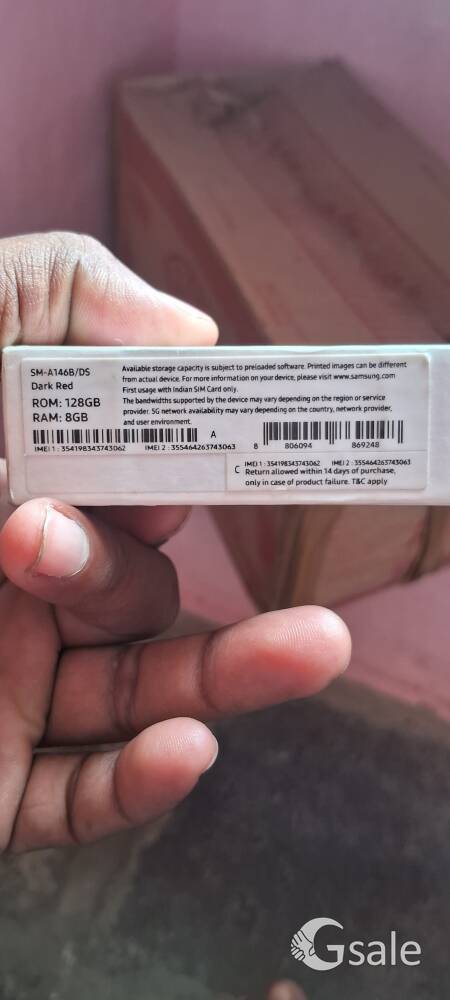 SM-A146B/DS
Dark Red
ROM: 128GB
RAM: 8GB
Available storage capacity is subject to preloaded software. Printed images can be different
from actual device. For more information on your device, please visit www.samsung.com
First usage with Indian SIM Card only.
The bandwidths supported by the device may vary depending on the region or service
provider. 5G network availability may vary depending on the country, network provider,
and user environment.
A
IMEI 1 : 354198343743062 IMEI 2 : 355464263743063
8 806094 869248
C IMEI 1 : 354198343743062 IMEI 2 : 355464263743063
Return allowed within 14 days of purchase,
only in case of product failure. T&C apply
Gsale